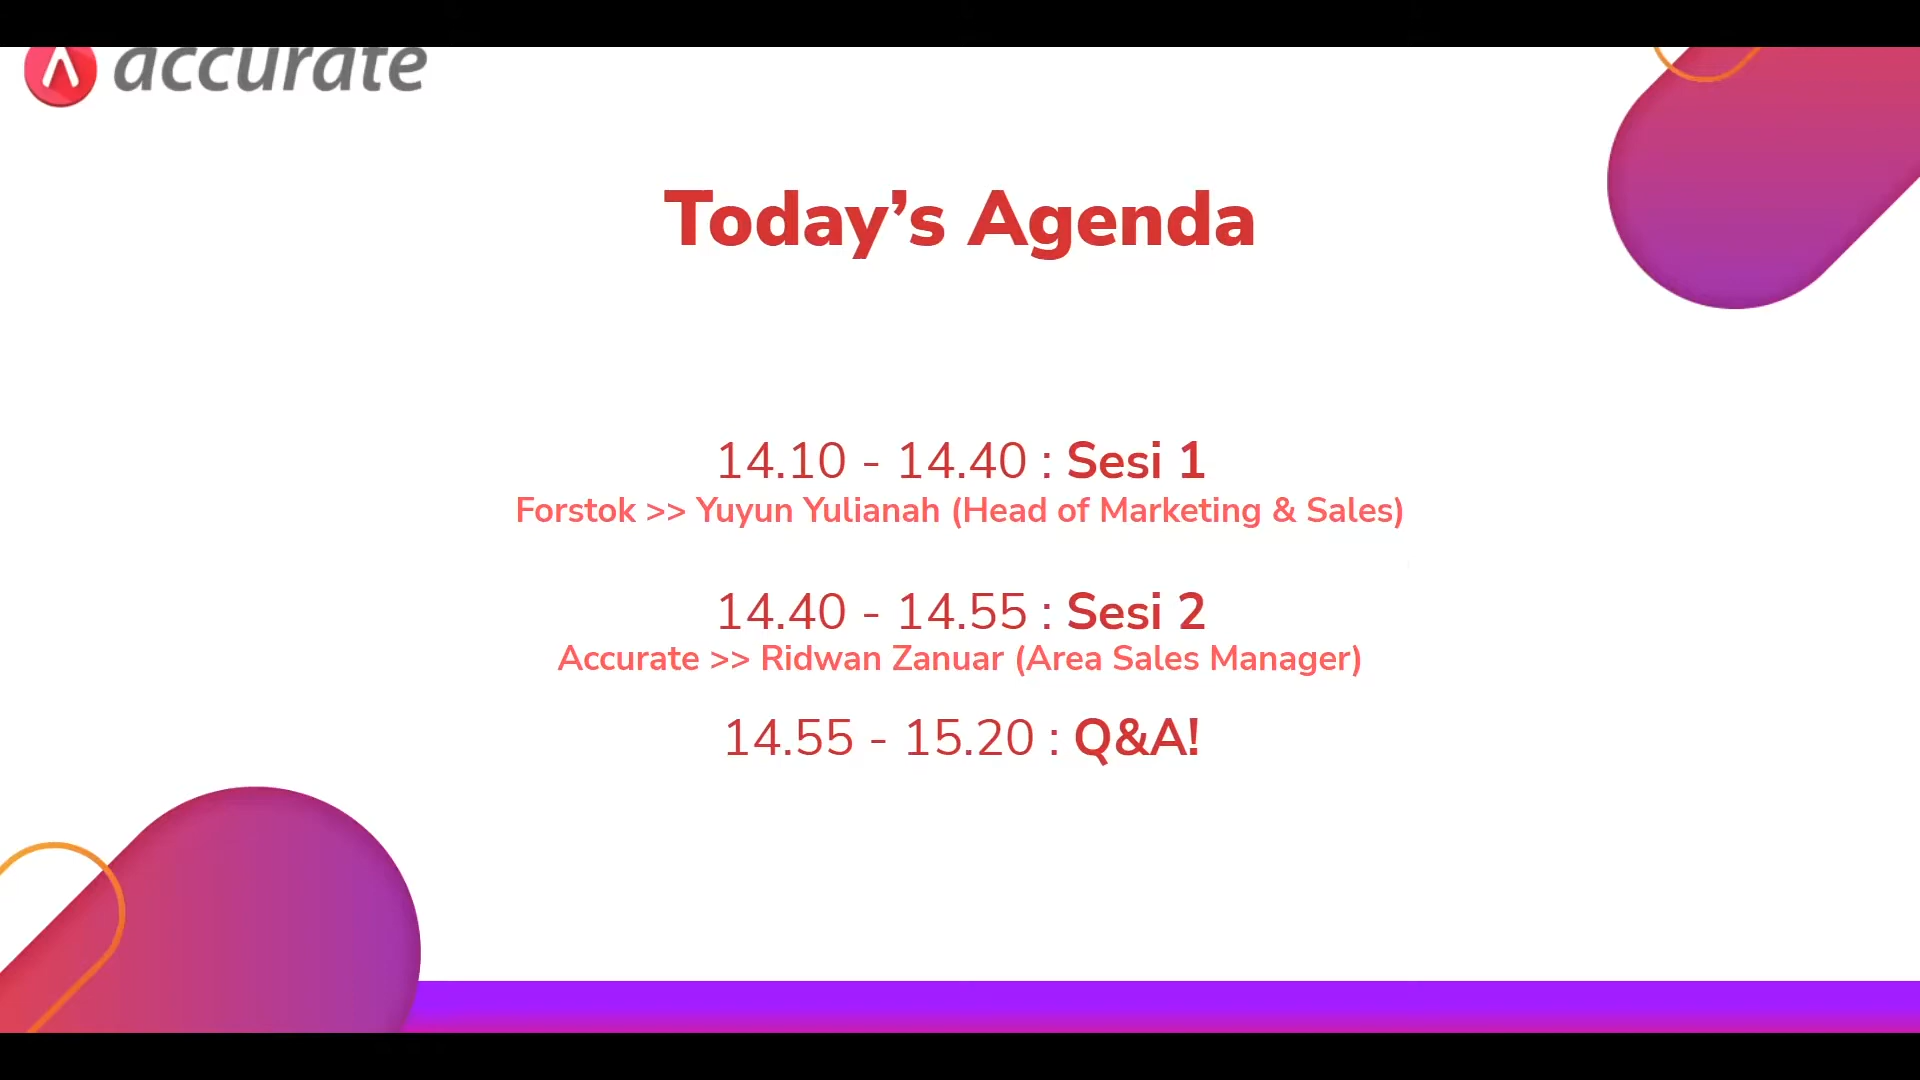 accurate
Today’s Agenda
14.10 - 14.40 : Sesi 1
Forstok >> Yuyun Yulianah (Head of Marketing & Sales)
14.40 - 14.55 : Sesi 2
Accurate >> Ridwan Zanuar (Area Sales Manager)
14.55 - 15.20 : Q&A!